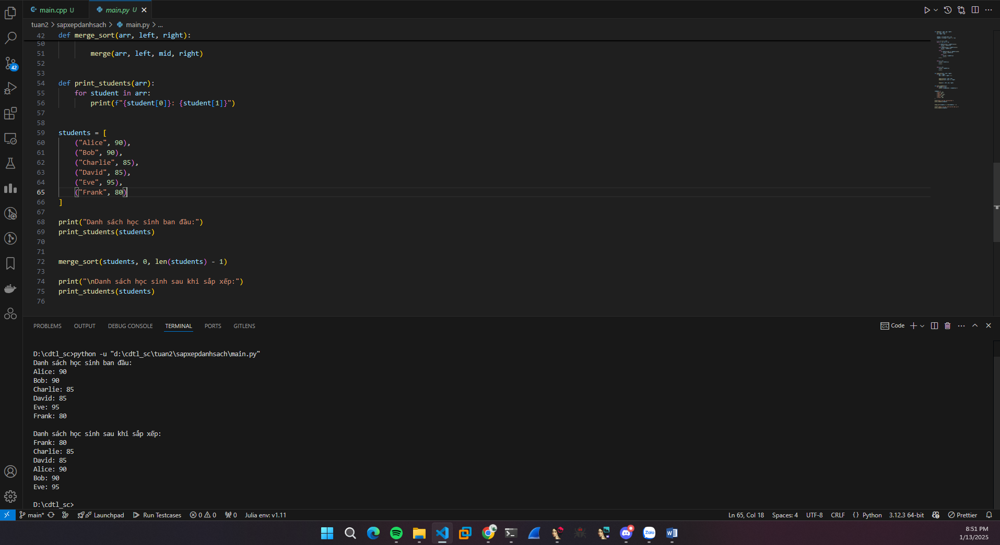 main.cpp U
main.py U
tuan2 > sapxepdanhsach > main.py > ...
42 def merge_sort(arr, left, right):
50
51 merge(arr, left, mid, right)
52
53
54 def print_students(arr):
55 for student in arr:
56 print(f"{student[0]}: {student[1]}")
57
58
59 students = [
60 ("Alice", 90),
61 ("Bob", 90),
62 ("Charlie", 85),
63 ("David", 85),
64 ("Eve", 95),
65 ("Frank", 80)
66 ]
67
68 print("Danh sách học sinh ban đầu:")
69 print_students(students)
70
71
72 merge_sort(students, 0, len(students) - 1)
73
74 print("\nDanh sách học sinh sau khi sắp xếp:")
75 print_students(students)
76
42
PROBLEMS OUTPUT DEBUG CONSOLE TERMINAL PORTS GITLENS
Code
D:\cdtl_sc>python -u "d:\cdtl_sc\tuan2\sapxepdanhsach\main.py"
Danh sách học sinh ban đầu:
Alice: 90
Bob: 90
Charlie: 85
David: 85
Eve: 95
Frank: 80
Danh sách học sinh sau khi sắp xếp:
Frank: 80
Charlie: 85
David: 85
Alice: 90
Bob: 90
Eve: 95
D:\cdtl_sc>
main* Launchpad Run Testcases 0 0 0 Julia env: v1.11
Ln 65, Col 18 Spaces: 4 UTF-8 CRLF {} Python 3.12.3 64-bit Prettier
Zalo
8:51 PM
1/13/2025